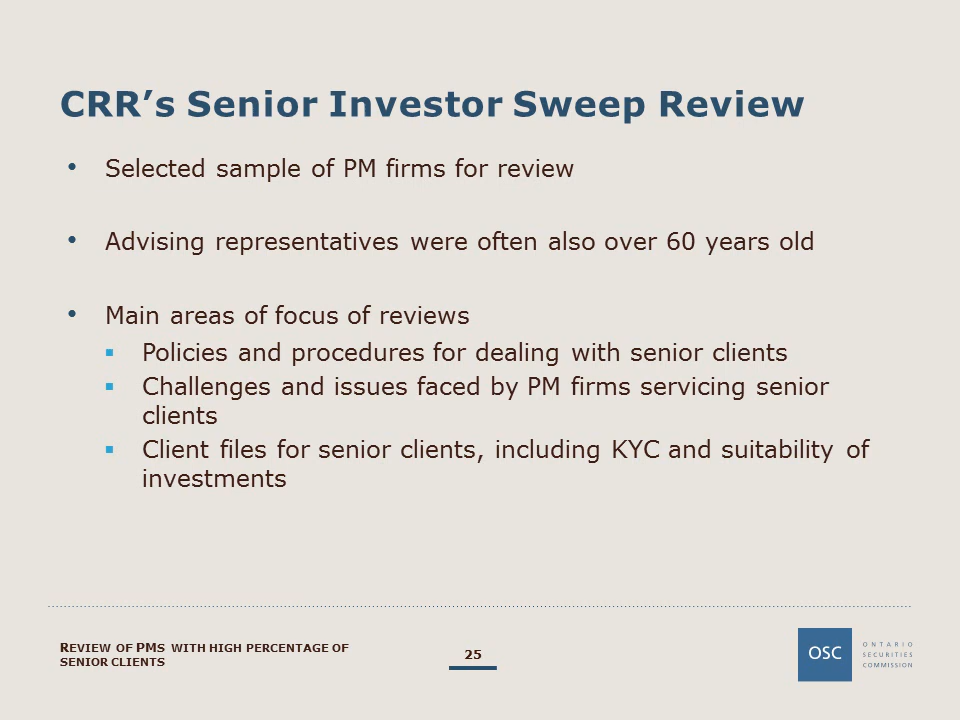 CRR’s Senior Investor Sweep Review
• Selected sample of PM firms for review
• Advising representatives were often also over 60 years old
• Main areas of focus of reviews
▪ Policies and procedures for dealing with senior clients
▪ Challenges and issues faced by PM firms servicing senior
clients
▪ Client files for senior clients, including KYC and suitability of
investments
REVIEW OF PMS WITH HIGH PERCENTAGE OF
SENIOR CLIENTS
25
OSC
ONTARIO
SECURITIES
COMMISSION